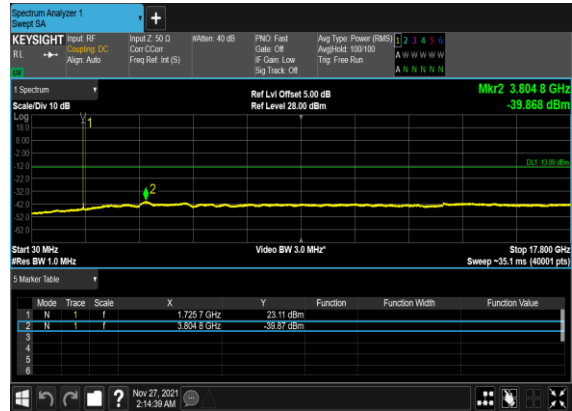 Spectrum Analyzer 1
Swept SA
+
KEYSIGHT Input: RF Input Z: 50 Ω #Atten: 40 dB PNO: Fast Avg Type: Power (RMS) 1 2 3 4 5 6
RL Coupling: DC Corr CCorr Gate: Off Avg|Hold: 100/100 A W W W W W
Align: Auto Freq Ref: Int (S) IF Gain: Low Trig: Free Run
Sig Track: Off A N N N N N
1 Spectrum Ref Lvl Offset 5.00 dB Mkr2 3.804 8 GHz
Scale/Div 10 dB Ref Level 28.00 dBm -39.868 dBm
Log
18.0
8.00
-2.00
-12.0 DL1 -13.00 dBm
-22.0
-32.0
-42.0
-52.0
-62.0
1
2
Start 30 MHz Video BW 3.0 MHz* Stop 17.800 GHz
#Res BW 1.0 MHz Sweep ~35.1 ms (40001 pts)
5 Marker Table
Mode Trace Scale X Y Function Function Width Function Value
1 N 1 f 1.725 7 GHz 23.11 dBm
2 N 1 f 3.804 8 GHz -39.87 dBm
3
4
5
6
? Nov 27, 2021
2:14:39 AM